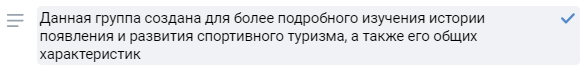 Данная группа создана для более подробного изучения истории
появления и развития спортивного туризма, а также его общих
характеристик